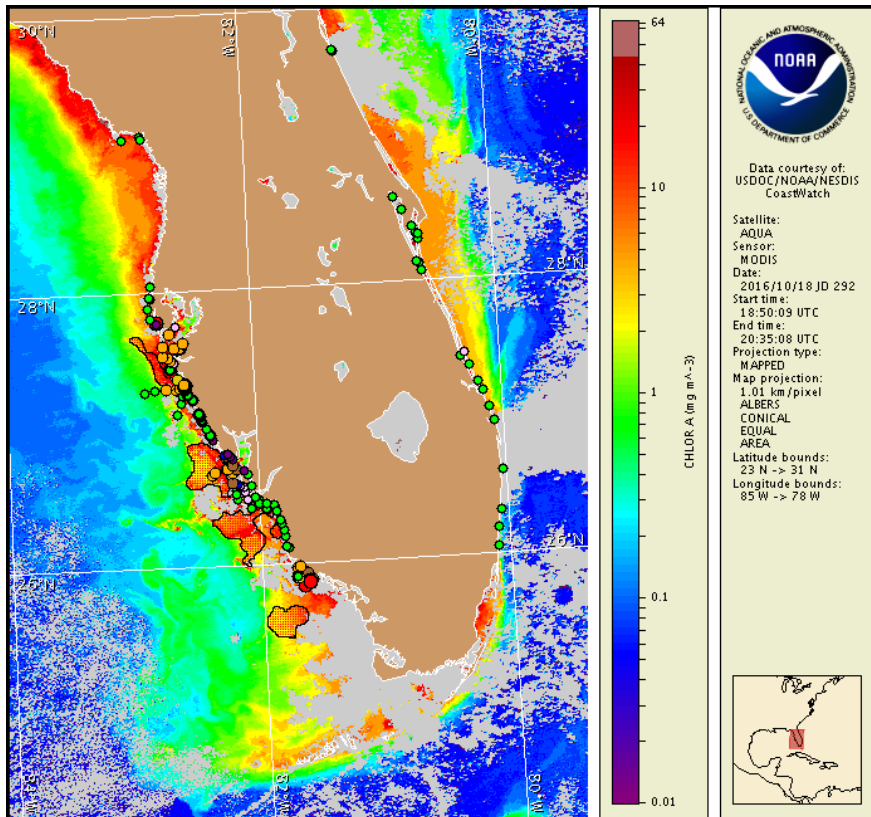 30°N
82°W
80°W
28°N
28°N
26°N
26°N
84°W
82°W
80°W
64
10
1
0.1
0.01
CHLOR A (mg m^-3)
NATIONAL OCEANIC AND ATMOSPHERIC ADMINISTRATION
NOAA
U.S. DEPARTMENT OF COMMERCE
Data courtesy of:
USDOC/NOAA/NESDIS
CoastWatch
Satellite:
AQUA
Sensor:
MODIS
Date:
2016/10/18 JD 292
Start time:
18:50:09 UTC
End time:
20:35:08 UTC
Projection type:
MAPPED
Map projection:
1.01 km/pixel
ALBERS
CONICAL
EQUAL
AREA
Latitude bounds:
23 N -> 31 N
Longitude bounds:
85 W -> 78 W